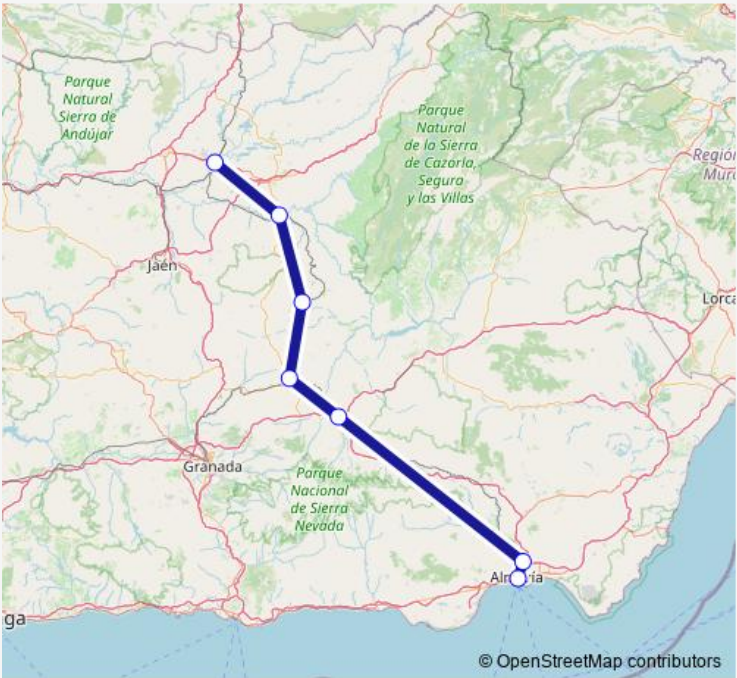 Parque
Natural
Sierra de
Andújar
Parque
Natural
de la Sierra
de Cazorla,
Segura
y las Villas
Región
Mur
Jaén
Lorca
Granada
Parque
Nacional
de Sierra
Nevada
ga
© OpenStreetMap contributors